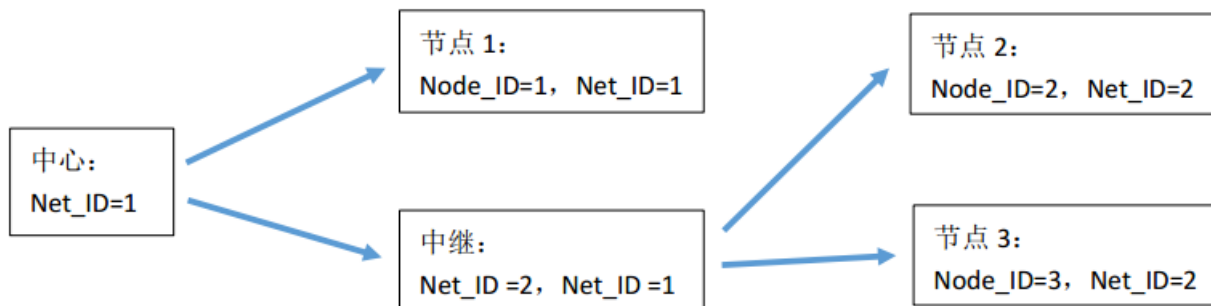 中心：
Net_ID=1
节点 1：
Node_ID=1，Net_ID=1
中继：
Net_ID =2，Net_ID =1
节点 2：
Node_ID=2，Net_ID=2
节点 3：
Node_ID=3，Net_ID=2